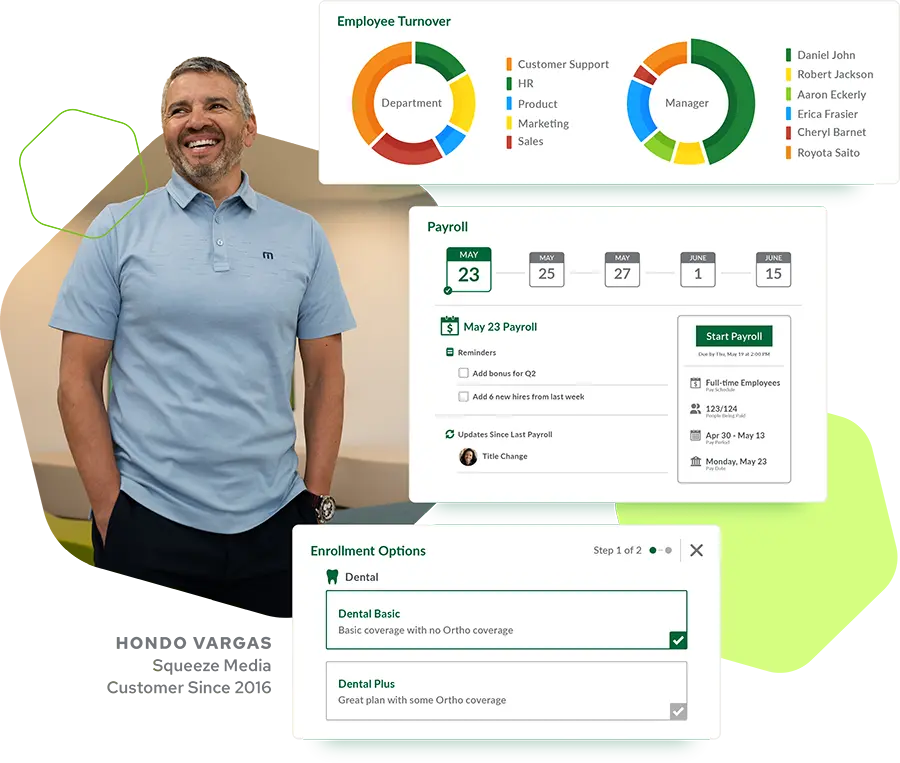 Employee Turnover
Department
Customer Support
HR
Product
Marketing
Sales
Manager
Daniel John
Robert Jackson
Aaron Eckerly
Erica Frasier
Cheryl Barnet
Royota Saito
Payroll
MAY
23
MAY
25
MAY
27
JUNE
1
JUNE
15
May 23 Payroll
Reminders
Add bonus for Q2
Add 6 new hires from last week
Updates Since Last Payroll
Title Change
Start Payroll
Due by Thu, May 19 at 2:00 PM
Full-time Employees
Pay Schedule
123/124
People Being Paid
Apr 30 - May 13
Pay Period
Monday, May 23
Pay Date
m
Enrollment Options
Step 1 of 2
Dental
Dental Basic
Basic coverage with no Ortho coverage
Dental Plus
Great plan with some Ortho coverage
HONDO VARGAS
Squeeze Media
Customer Since 2016